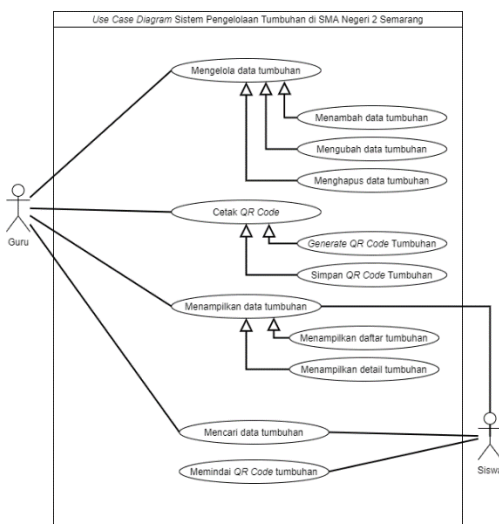 Use Case Diagram Sistem Pengelolaan Tumbuhan di SMA Negeri 2 Semarang
Mengelola data tumbuhan
Menambah data tumbuhan
Mengubah data tumbuhan
Menghapus data tumbuhan
Guru
Cetak QR Code
Generate QR Code Tumbuhan
Simpan QR Code Tumbuhan
Menampilkan data tumbuhan
Menampilkan daftar tumbuhan
Menampilkan detail tumbuhan
Mencari data tumbuhan
Memindai QR Code tumbuhan
Siswa